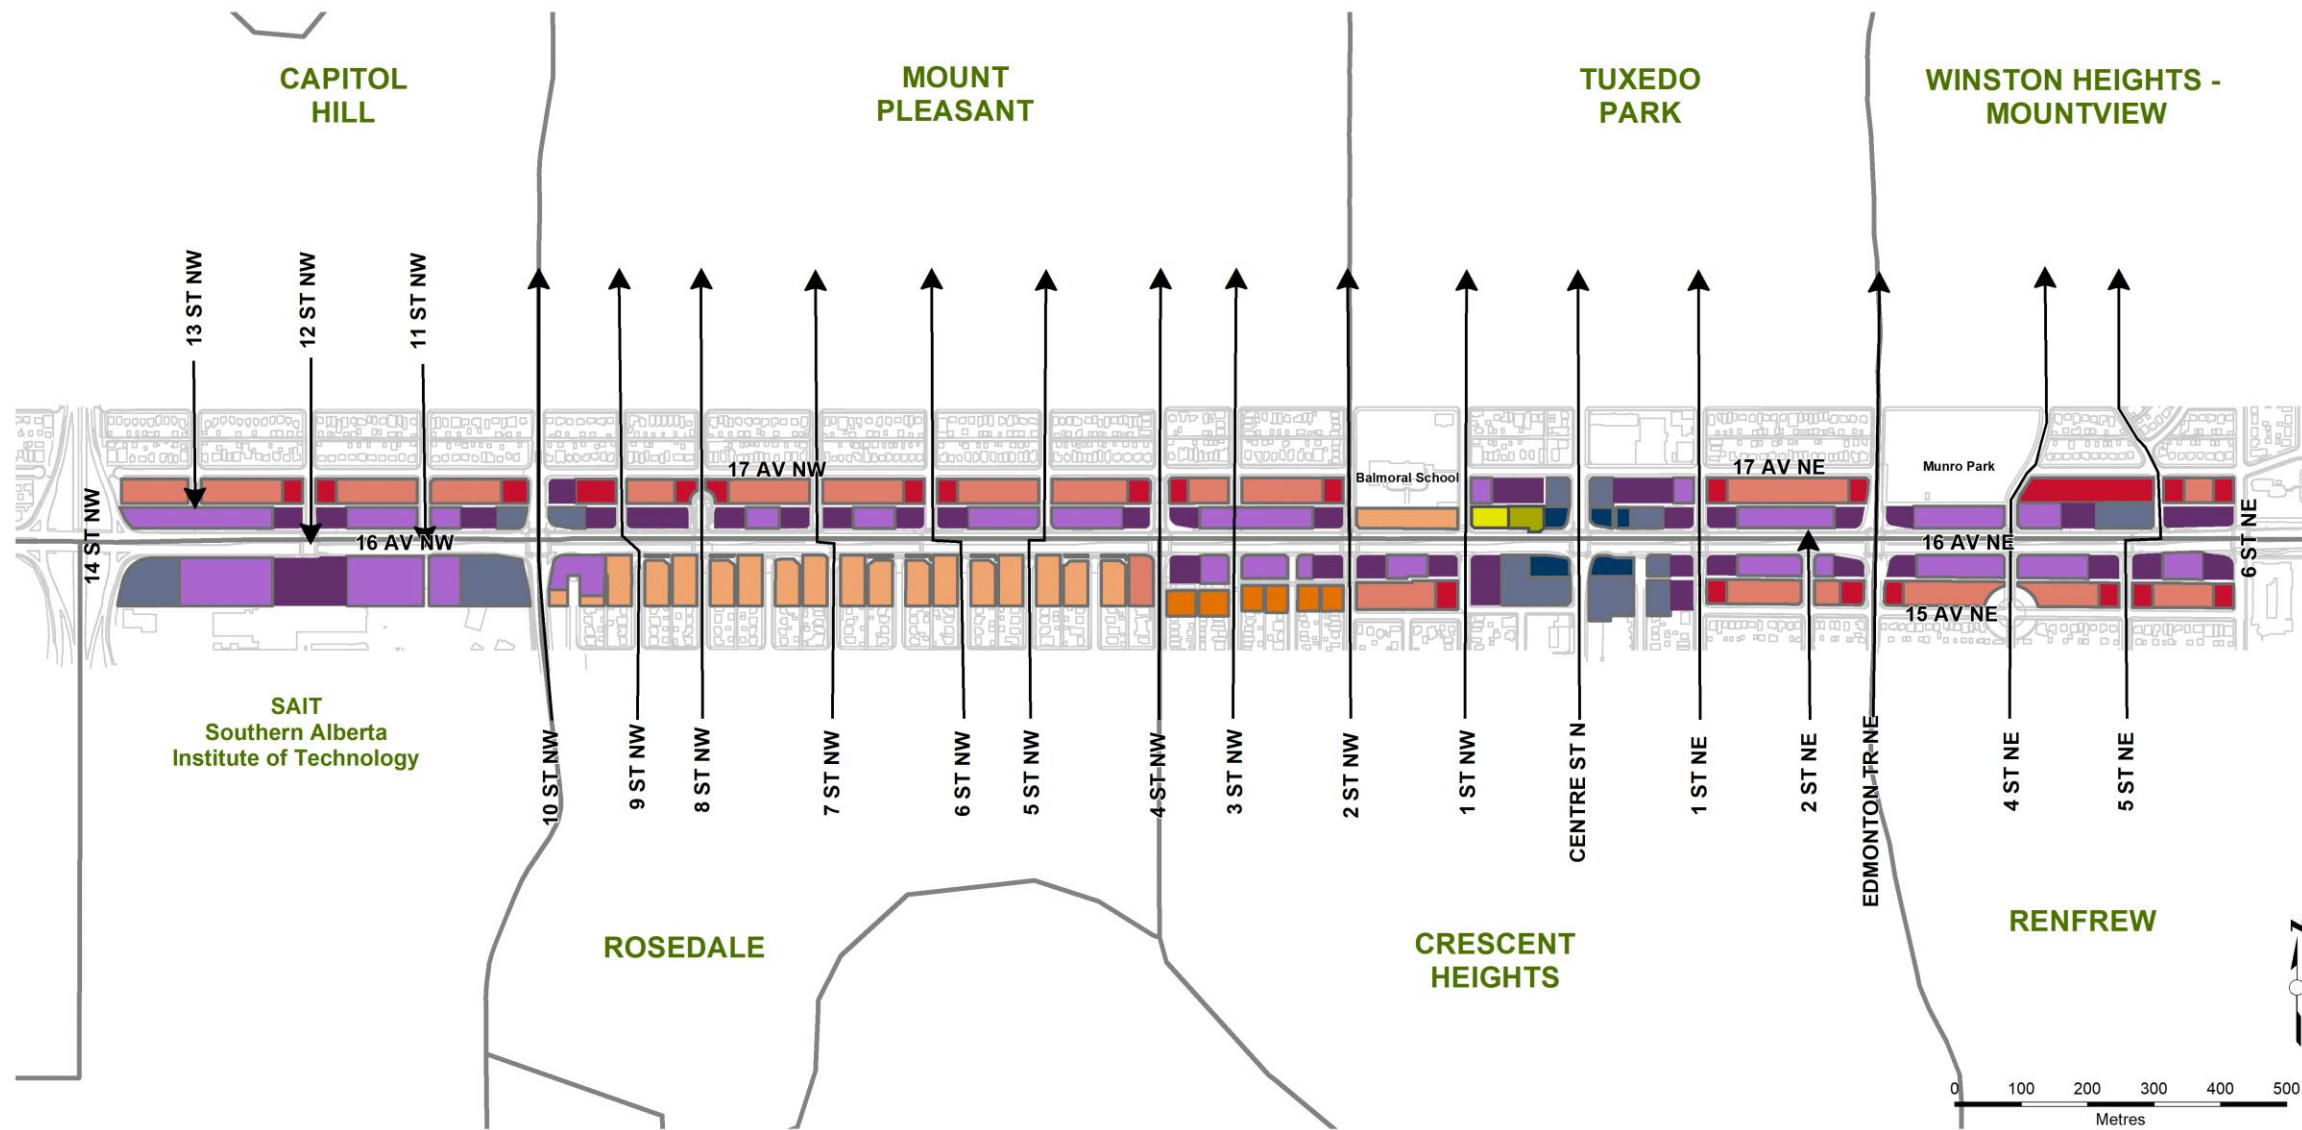 CAPITOL
HILL
MOUNT
PLEASANT
TUXEDO
PARK
WINSTON HEIGHTS -
MOUNTVIEW
13 ST NW
12 ST NW
11 ST NW
17 AV NW
Balmoral School
17 AV NE
Munro Park
14 ST NW
16 AV NW
16 AV NE
6 ST NE
15 AV NE
SAIT
Southern Alberta
Institute of Technology
10 ST NW
9 ST NW
8 ST NW
7 ST NW
6 ST NW
5 ST NW
4 ST NW
3 ST NW
2 ST NW
1 ST NW
CENTRE ST N
1 ST NE
2 ST NE
EDMONTON TR NE
4 ST NE
5 ST NE
ROSEDALE
CRESCENT
HEIGHTS
RENFREW
0 100 200 300 400 500
Metres